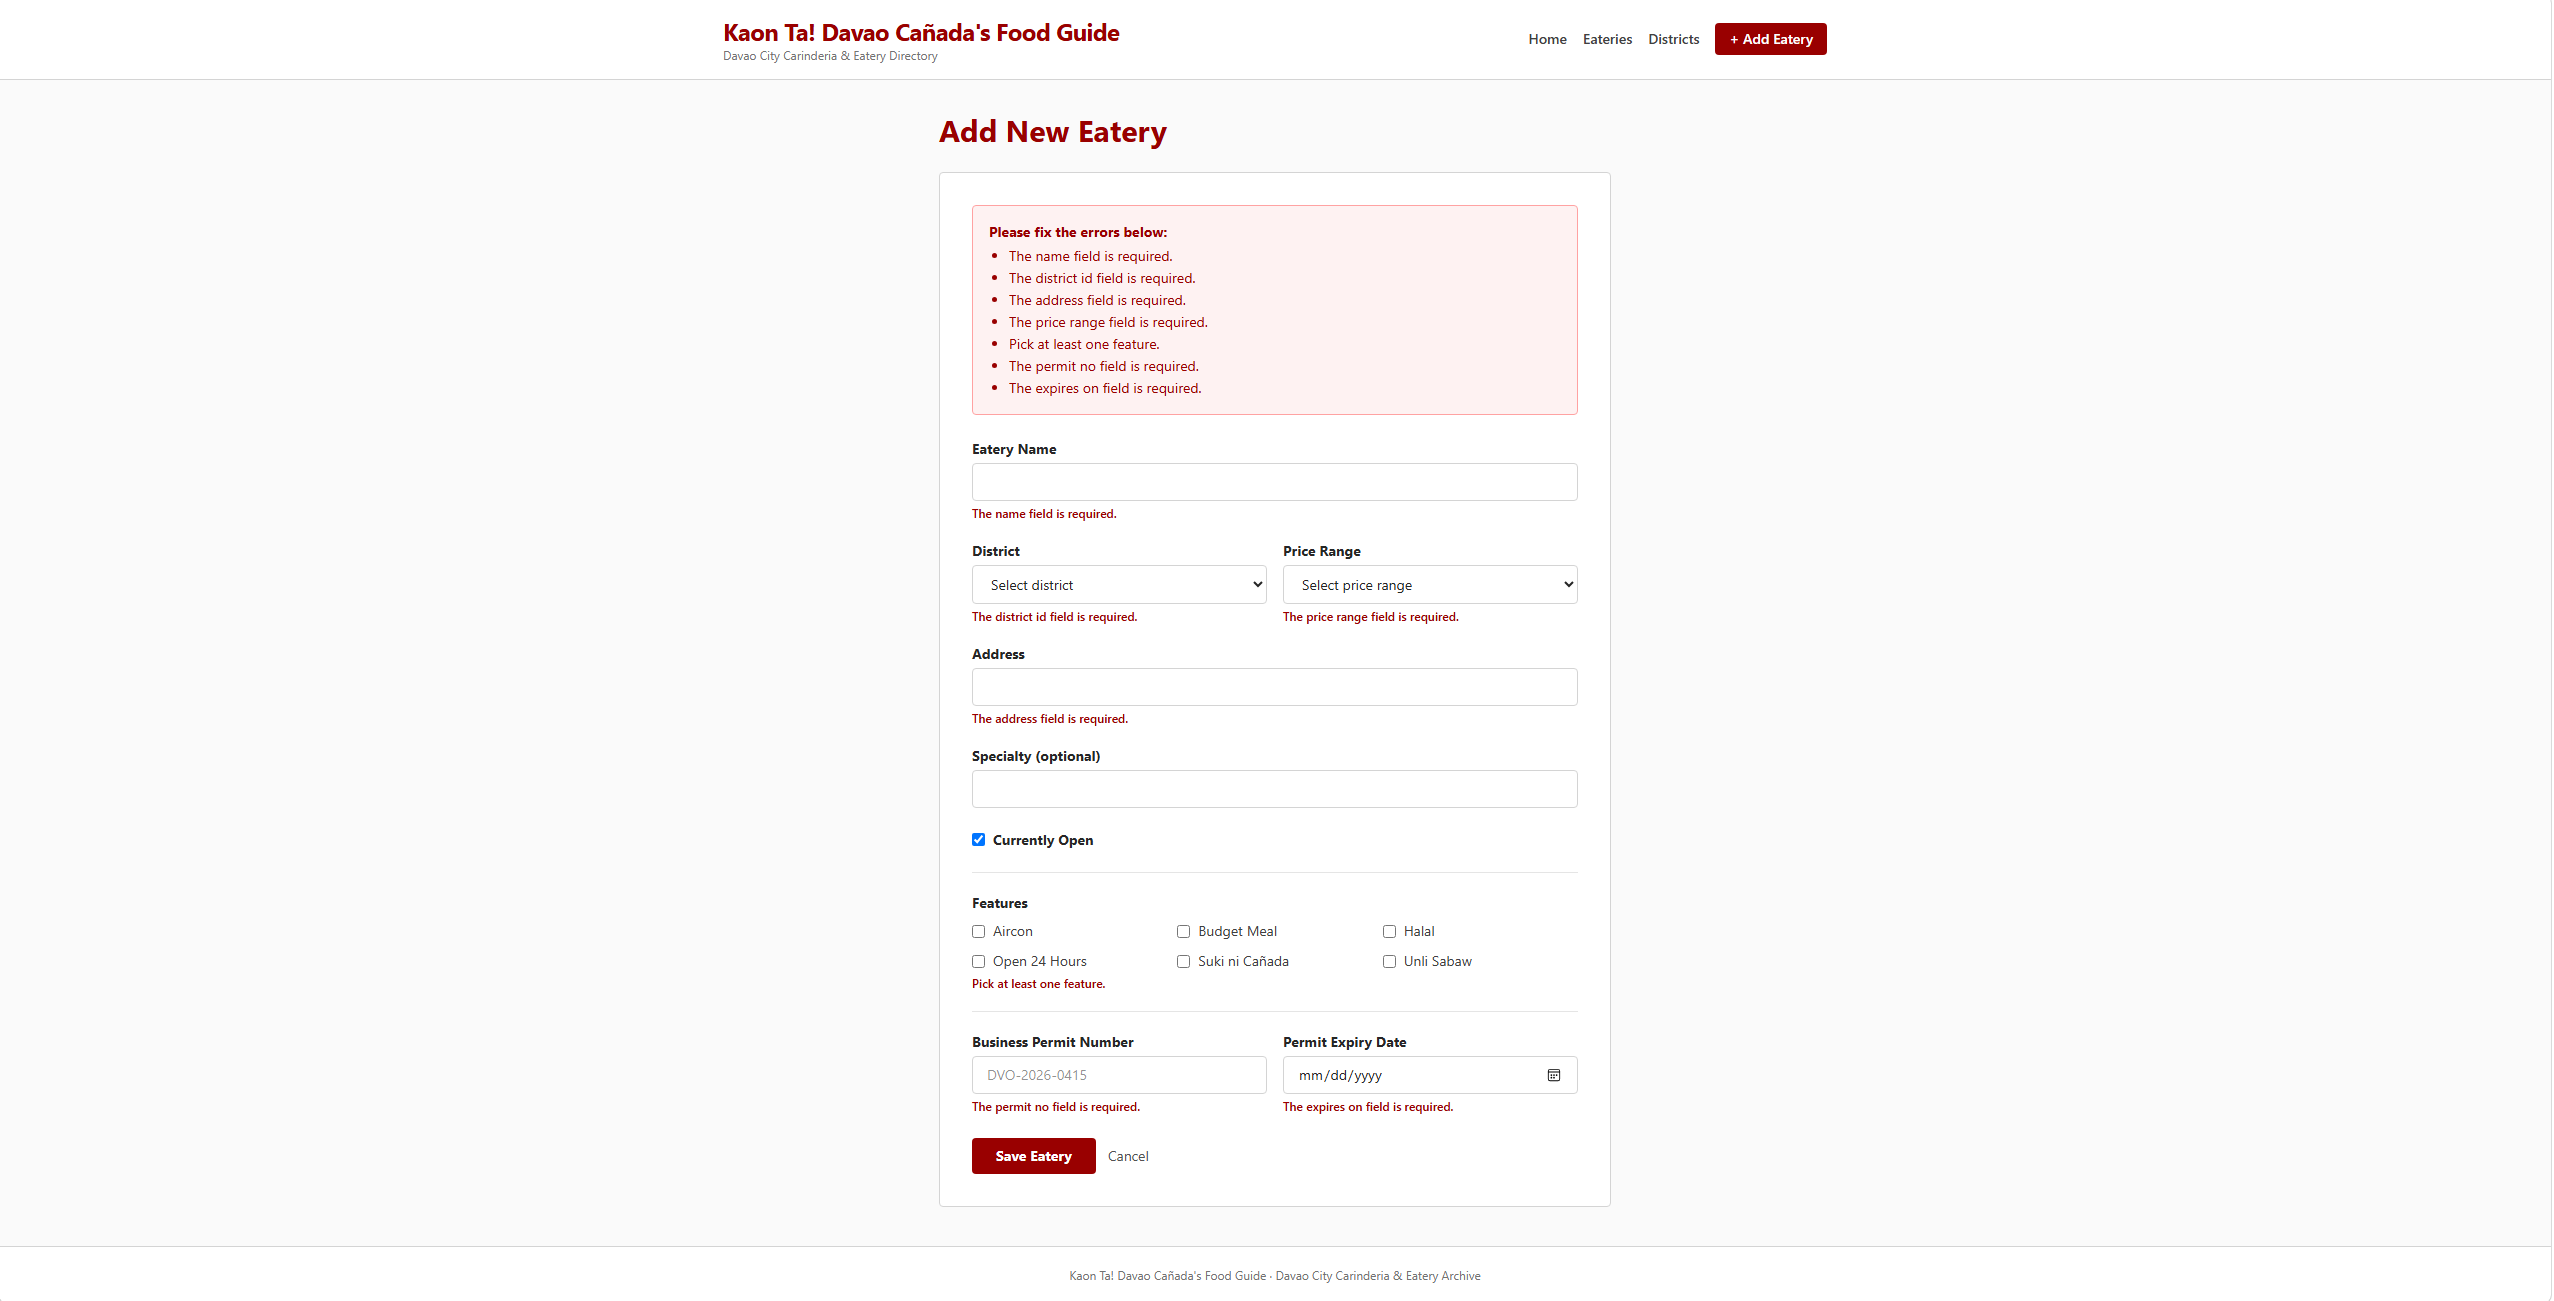 Kaon Ta! Davao Cañada's Food Guide
Davao City Carinderia & Eatery Directory
Home
Eateries
Districts
+ Add Eatery
Add New Eatery
Please fix the errors below:
• The name field is required.
• The district id field is required.
• The address field is required.
• The price range field is required.
• Pick at least one feature.
• The permit no field is required.
• The expires on field is required.
Eatery Name
The name field is required.
District
Price Range
Select district
Select price range
The district id field is required.
The price range field is required.
Address
The address field is required.
Specialty (optional)
Currently Open
Features
Aircon
Budget Meal
Halal
Open 24 Hours
Suki ni Cañada
Unli Sabaw
Pick at least one feature.
Business Permit Number
Permit Expiry Date
DVO-2026-0415
mm/dd/yyyy
The permit no field is required.
The expires on field is required.
Save Eatery
Cancel
Kaon Ta! Davao Cañada's Food Guide · Davao City Carinderia & Eatery Archive